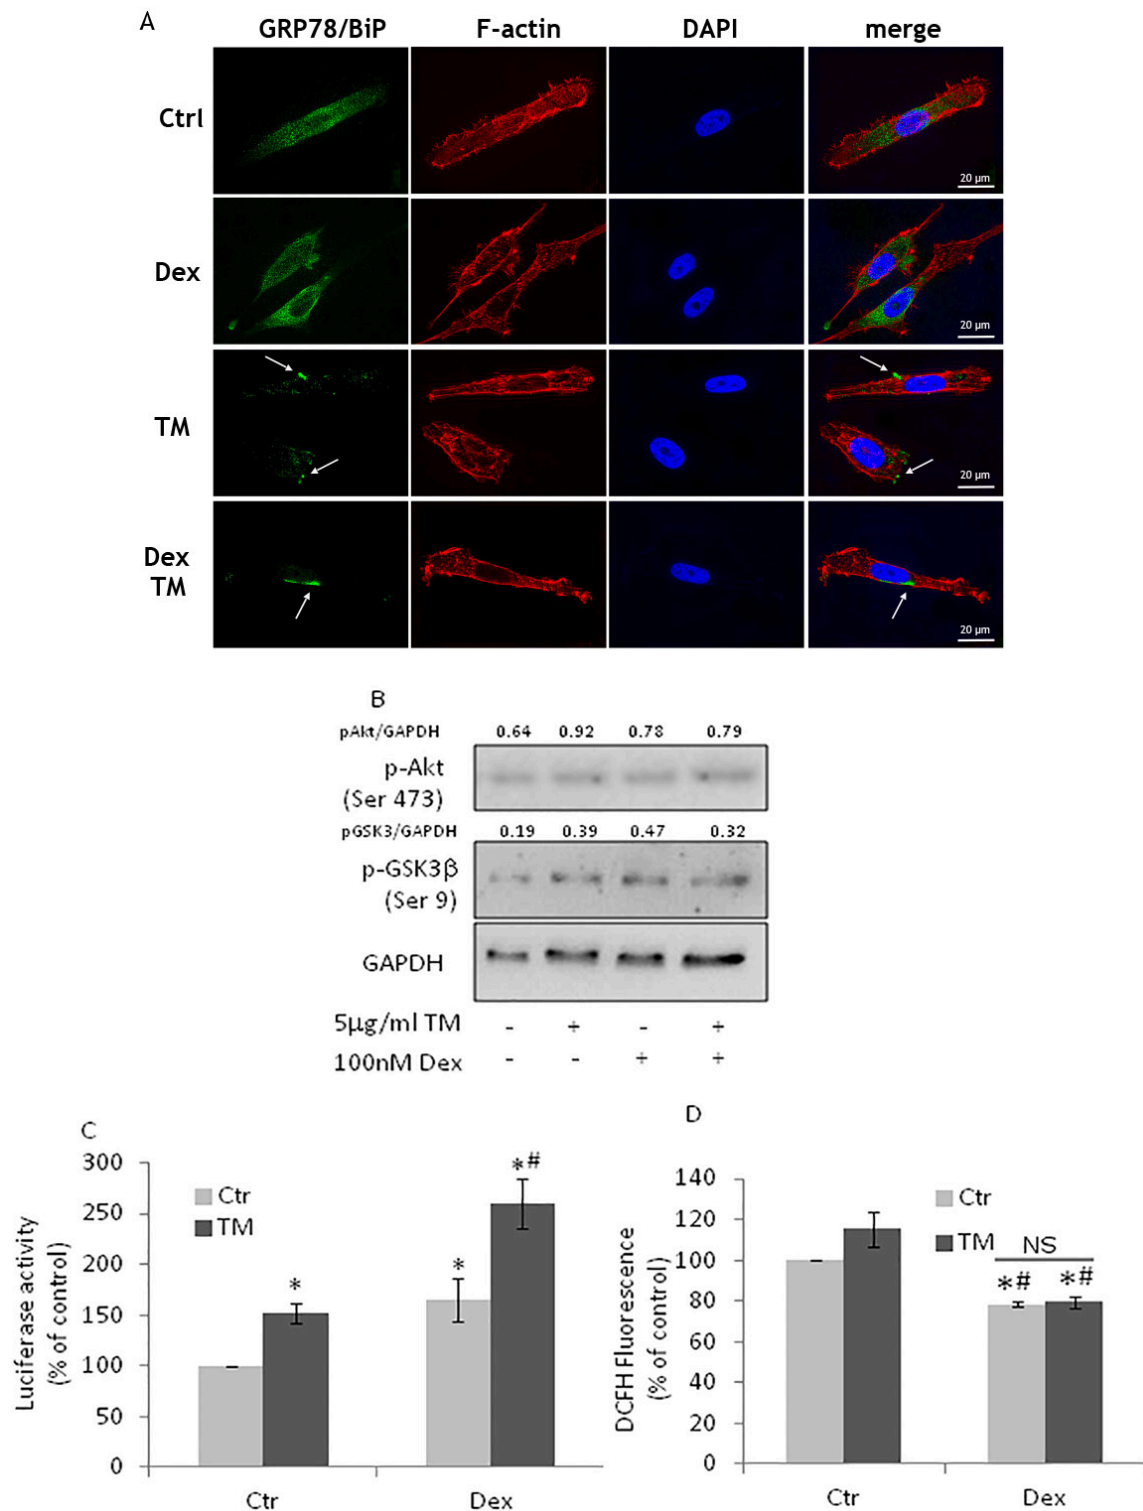 A
GRP78/BiP F-actin DAPI merge
Ctrl
20 µm
Dex
20 µm
TM
20 µm
Dex
TM
20 µm
B
pAkt/GAPDH 0.64 0.92 0.78 0.79
p-Akt
(Ser 473)
pGSK3/GAPDH 0.19 0.39 0.47 0.32
p-GSK3β
(Ser 9)
GAPDH
5µg/ml TM - + - +
100nM Dex - - + +
C
Luciferase activity
(% of control)
300
250
200
150
100
50
0
Ctr
TM
*
*
*#
Ctr Dex
D
DCFH Fluorescence
(% of control)
140
120
100
80
60
40
20
0
Ctr
TM
NS
*# *#
Ctr Dex